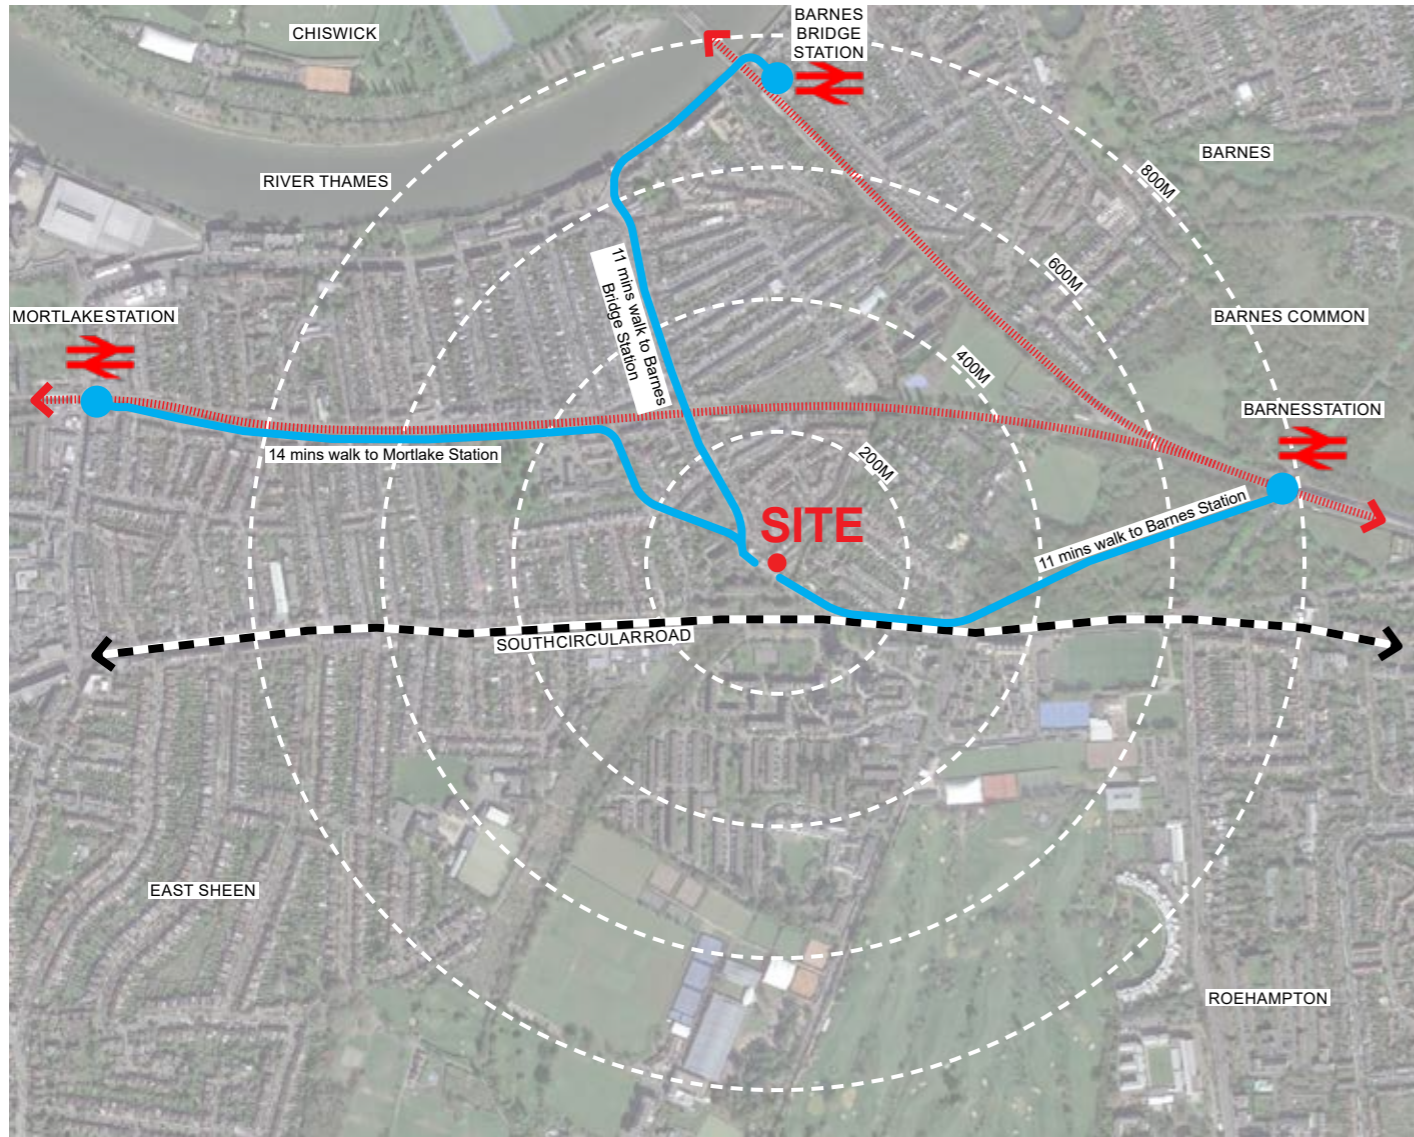 CHISWICK
BARNES
BRIDGE
STATION
BARNES
RIVER THAMES
800M
600M
11 mins walk to Barnes
Bridge Station
MORTLAKESTATION
BARNES COMMON
400M
BARNESSTATION
14 mins walk to Mortlake Station
200M
11 mins walk to Barnes Station
SITE
SOUTHCIRCULARROAD
EAST SHEEN
ROEHAMPTON